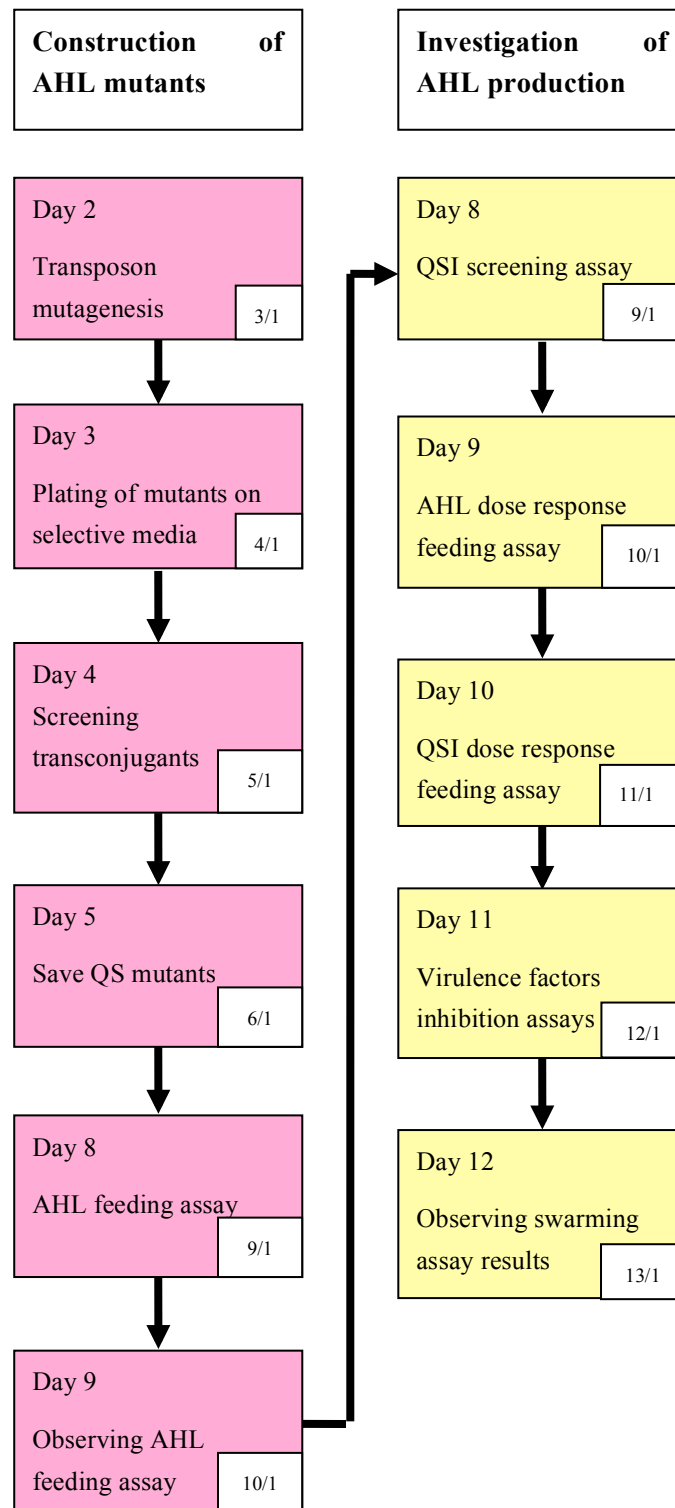 Construction of
AHL mutants
Day 2
Transposon
mutagenesis
3/1
Day 3
Plating of mutants on
selective media
4/1
Day 4
Screening
transconjugants
5/1
Day 5
Save QS mutants
6/1
Day 8
AHL feeding assay
9/1
Day 9
Observing AHL
feeding assay
10/1
Investigation of
AHL production
Day 8
QSI screening assay
9/1
Day 9
AHL dose response
feeding assay
10/1
Day 10
QSI dose response
feeding assay
11/1
Day 11
Virulence factors
inhibition assays
12/1
Day 12
Observing swarming
assay results
13/1